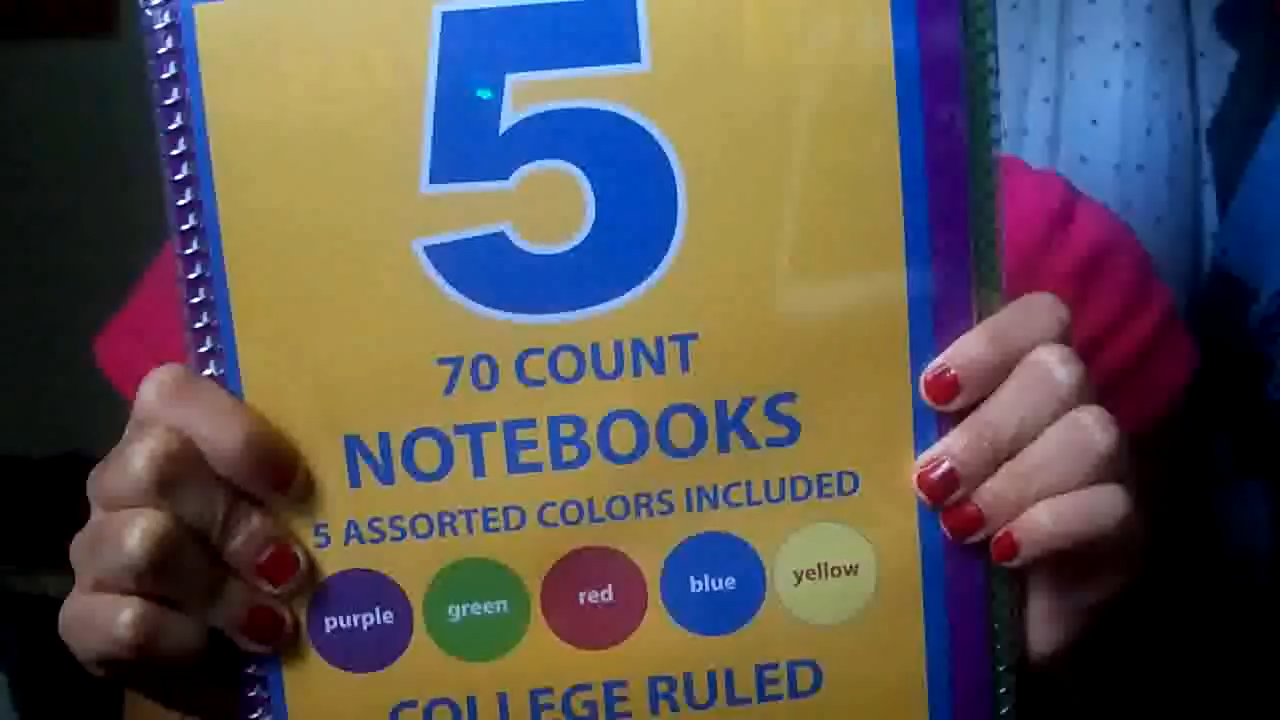 5
70 COUNT
NOTEBOOKS
5 ASSORTED COLORS INCLUDED
purple green red blue yellow
COLLEGE RULED